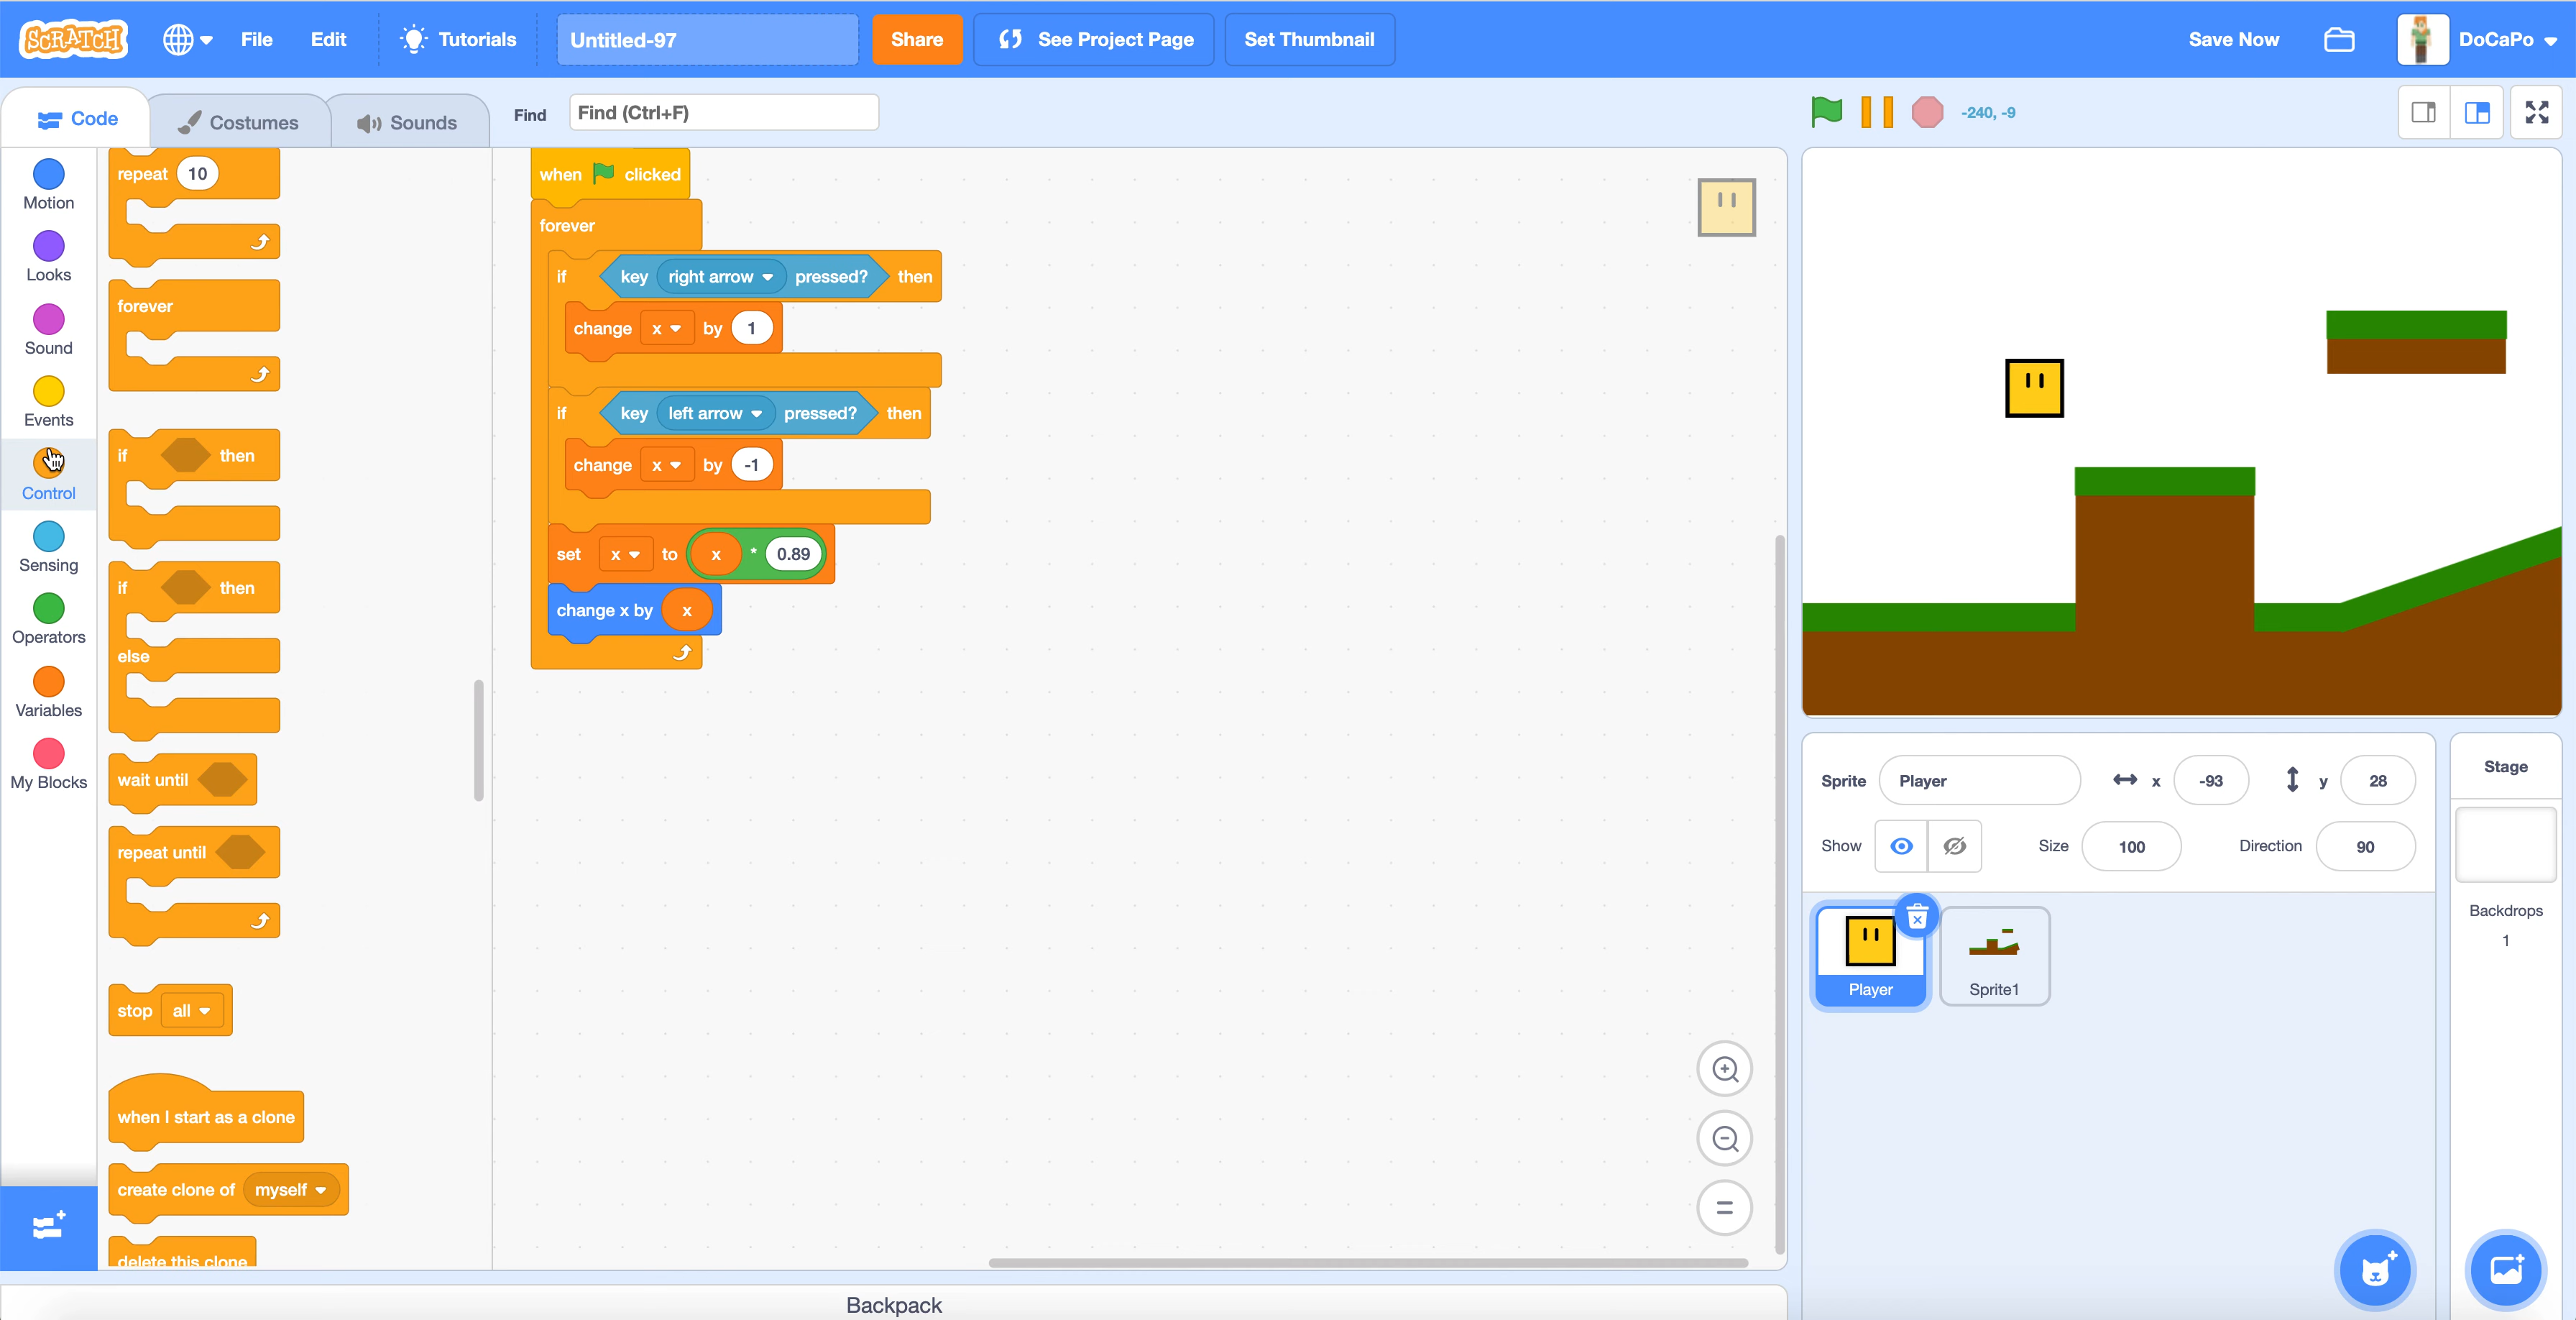 SCRATCH File Edit Tutorials Untitled-97 Share See Project Page Set Thumbnail Save Now DoCaPo
Code Costumes Sounds Find Find (Ctrl+F) -240, -9
Motion
Looks
Sound
Events
Control
Sensing
Operators
Variables
My Blocks
repeat 10
forever
if then
if then
else
wait until
repeat until
stop all
when I start as a clone
create clone of myself
delete this clone
when clicked
forever
if key right arrow pressed? then
change x by 1
if key left arrow pressed? then
change x by -1
set x to x * 0.89
change x by x
Sprite Player x -93 y 28
Show Size 100 Direction 90
Player
Sprite1
Stage
Backdrops
1
Backpack